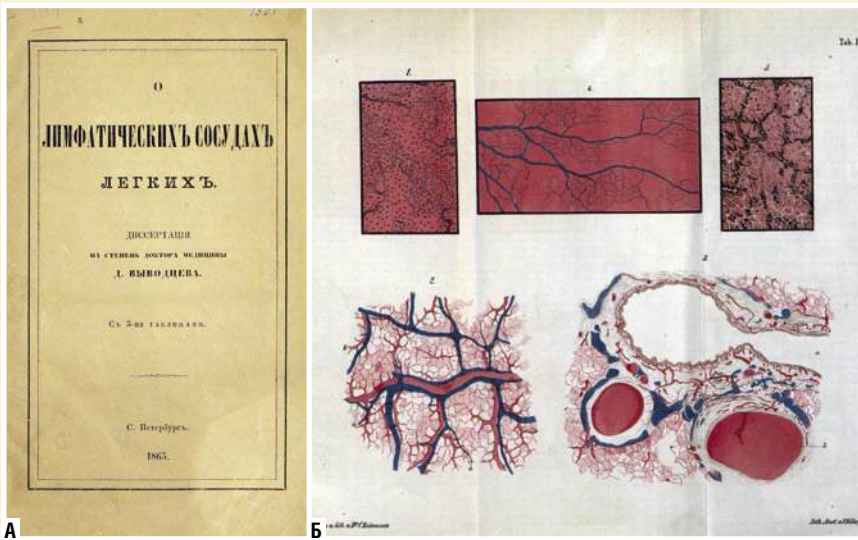 О
ЛИМФАТИЧЕСКИХЪ СОСУДАХЪ
ЛЕГКИХЪ.
ДИССЕРТАЦІЯ
НА СТЕПЕНЬ ДОКТОРА МЕДИЦИНЫ
Д. ВЫВОДЦЕВА.
Съ 3-мя таблицами.
С. Петербургъ.
1865.
А
Tab. I
1.
4.
3.
2.
Б